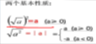 两个基本性质:
(√a)² = a (a ≥ 0)
√a² = |a| = { a (a ≥ 0)
-a (a < 0)